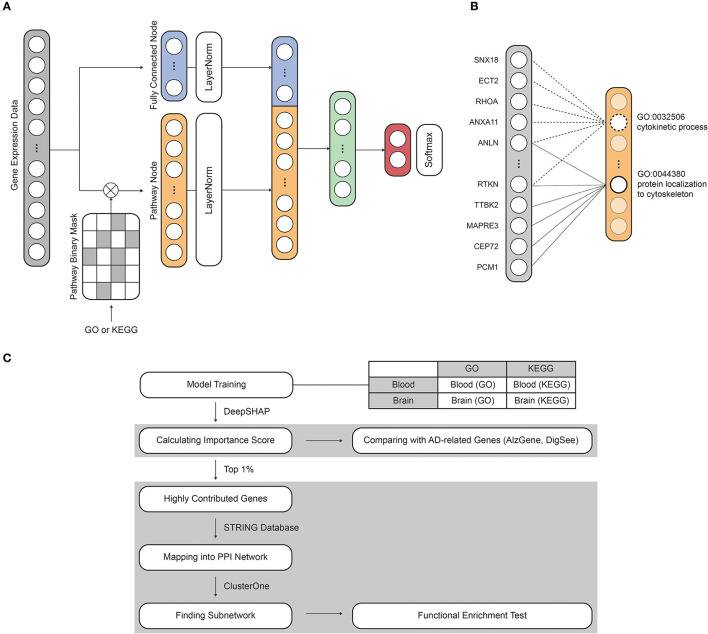 A
Gene Expression Data
Fully Connected Node
LayerNorm
Pathway Node
LayerNorm
Softmax
Pathway Binary Mask
GO or KEGG
B
SNX18
ECT2
RHOA
ANXA11
ANLN
RTKN
TTBK2
MAPRE3
CEP72
PCM1
GO:0032506
cytokinetic process
GO:0044380
protein localization
to cytoskeleton
C
Model Training
GO KEGG
Blood Blood (GO) Blood (KEGG)
Brain Brain (GO) Brain (KEGG)
DeepSHAP
Calculating Importance Score
Comparing with AD-related Genes (AlzGene, DigSee)
Top 1%
Highly Contributed Genes
STRING Database
Mapping into PPI Network
ClusterOne
Finding Subnetwork
Functional Enrichment Test